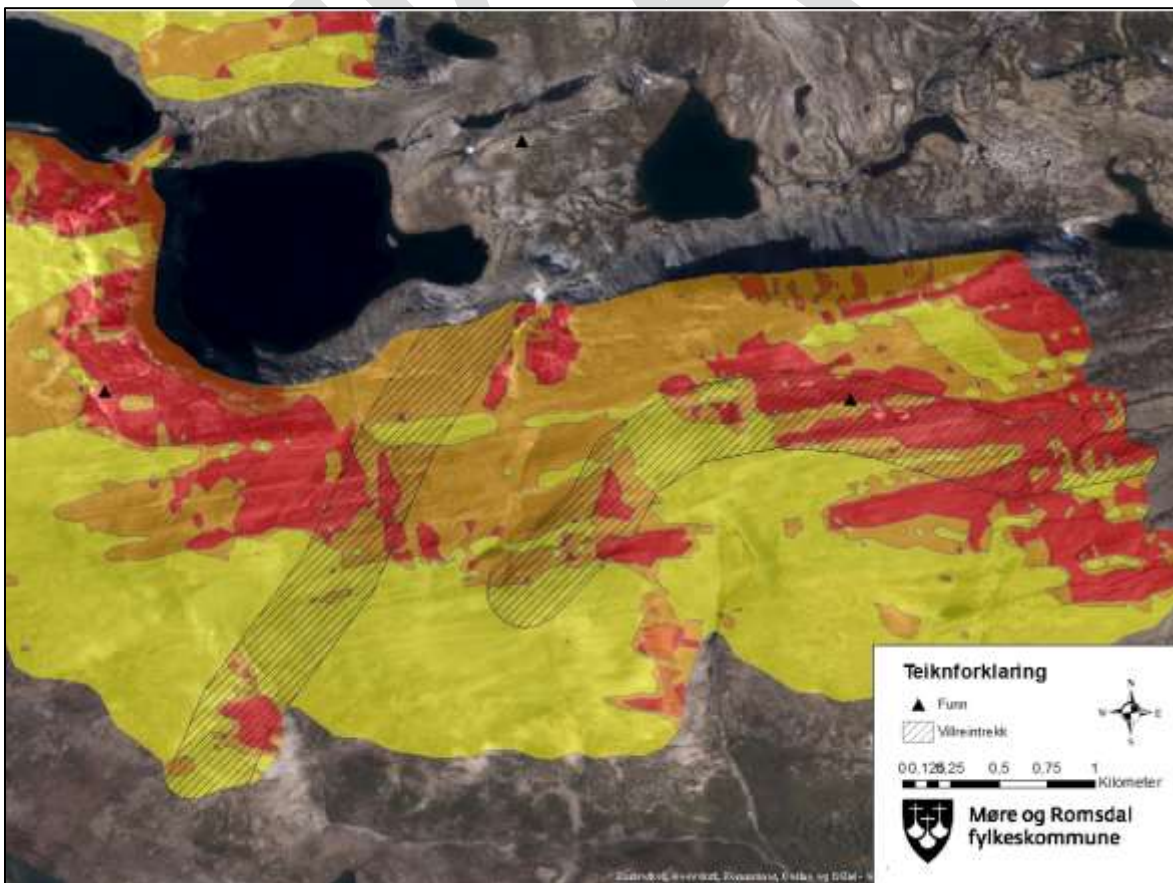 Teiknforklaring
Funn
Villreintrekk
N
W E
S
0 0,125 0,25 0,5 0,75 1
Kilometer
Møre og Romsdal
fylkeskommune